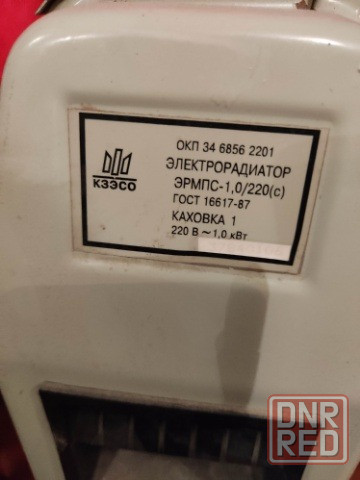 ОКП 34 6856 2201
КЗЭСО
ЭЛЕКТРОРАДИАТОР
ЭРМПС-1,0/220(с)
ГОСТ 16617-87
КАХОВКА 1
220 В ~ 1,0 кВт
DNR
RED